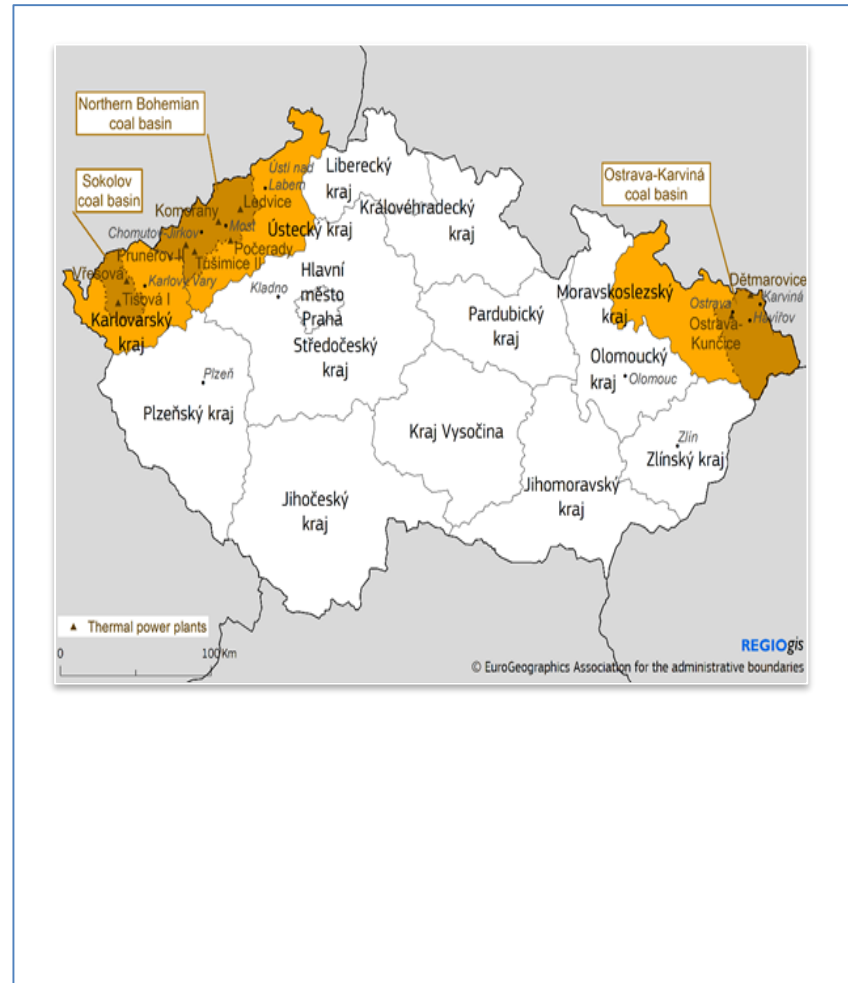 Northern Bohemian
coal basin
Sokolov
coal basin
Ostrava-Karviná
coal basin
Ústí nad
Labem
Liberecký
kraj
Královéhradecký
kraj
Komořany
Ledvice
Chomutov-Jirkov
Most
Ústecký kraj
Prunéřov II
Počerady
Tušimice II
Vřesová
Karlovy Vary
Tisová I
Karlovarský
kraj
Kladno
Hlavní
město
Praha
Středočeský
kraj
Pardubický
kraj
Moravskoslezský
kraj
Dětmarovice
Karviná
Ostrava
Havířov
Ostrava-
Kunčice
Olomoucký
kraj
Olomouc
Plzeň
Plzeňský kraj
Kraj Vysočina
Zlín
Zlínský kraj
Jihočeský
kraj
Jihomoravský
kraj
Thermal power plants
0 100 Km
REGIOgis
© EuroGeographics Association for the administrative boundaries